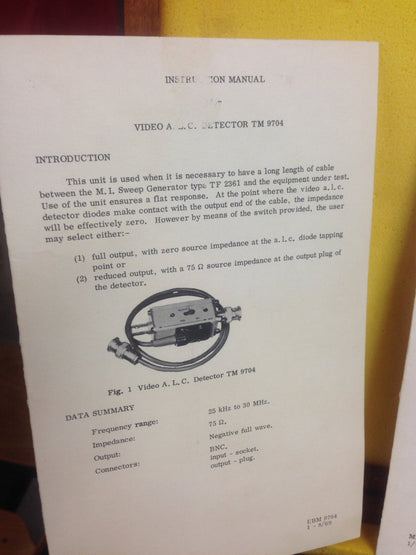 INSTRUCTION MANUAL
VIDEO A.L.C. DETECTOR TM 9704
INTRODUCTION
This unit is used when it is necessary to have a long length of cable
between the M.I. Sweep Generator type TF 2361 and the equipment under test.
Use of the unit ensures a flat response. At the point where the video a.l.c.
detector diodes make contact with the output end of the cable, the impedance
will be effectively zero. However by means of the switch provided, the user
may select either:-
(1) full output, with zero source impedance at the a.l.c. diode tapping
point or
(2) reduced output, with a 75 Ω source impedance at the output plug of
the detector.
Fig. 1 Video A.L.C. Detector TM 9704
DATA SUMMARY
Frequency range: 25 kHz to 30 MHz.
Impedance: 75 Ω.
Output: Negative full wave.
Connectors: BNC.
input - socket.
output - plug.
EBM 9704
1 - 5/65